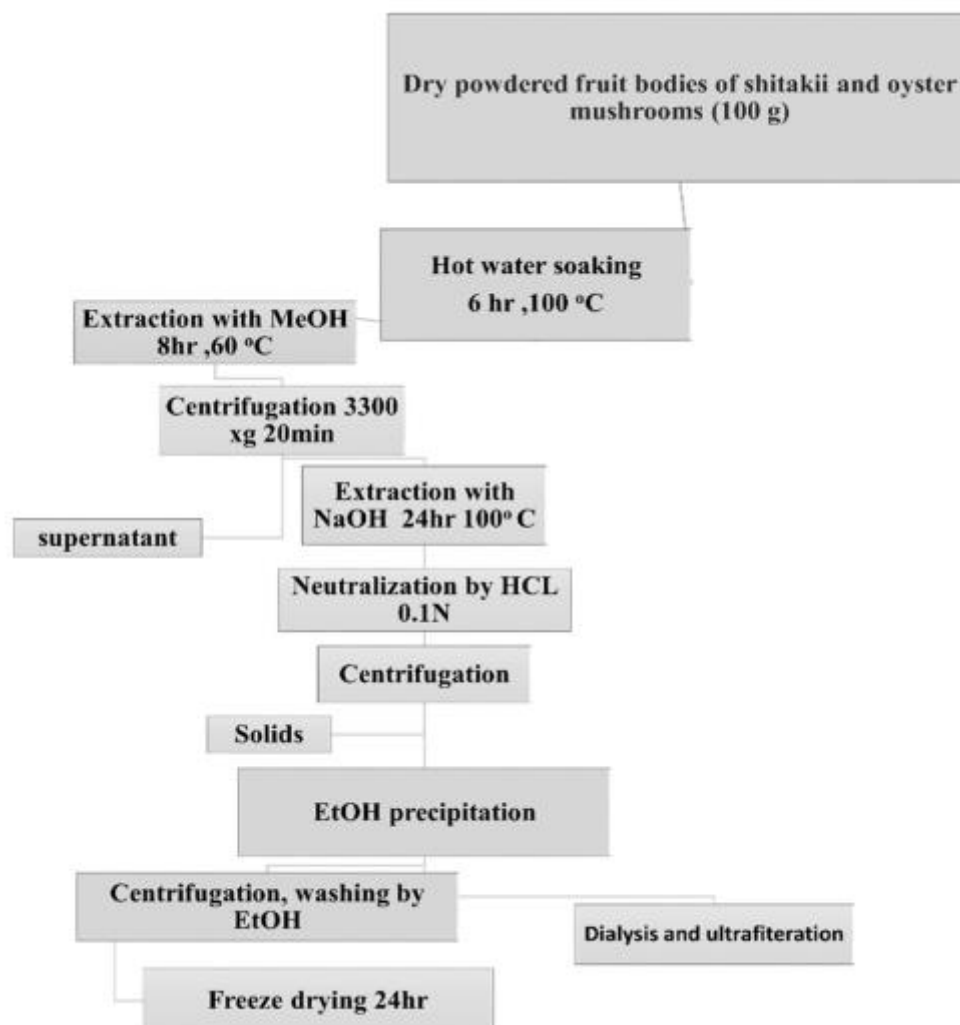 Dry powdered fruit bodies of shitakii and oyster
mushrooms (100 g)
Hot water soaking
6 hr ,100 °C
Extraction with MeOH
8hr ,60 °C
Centrifugation 3300
xg 20min
Extraction with
NaOH 24hr 100° C
supernatant
Neutralization by HCL
0.1N
Centrifugation
Solids
EtOH precipitation
Centrifugation, washing by
EtOH
Dialysis and ultrafiteration
Freeze drying 24hr